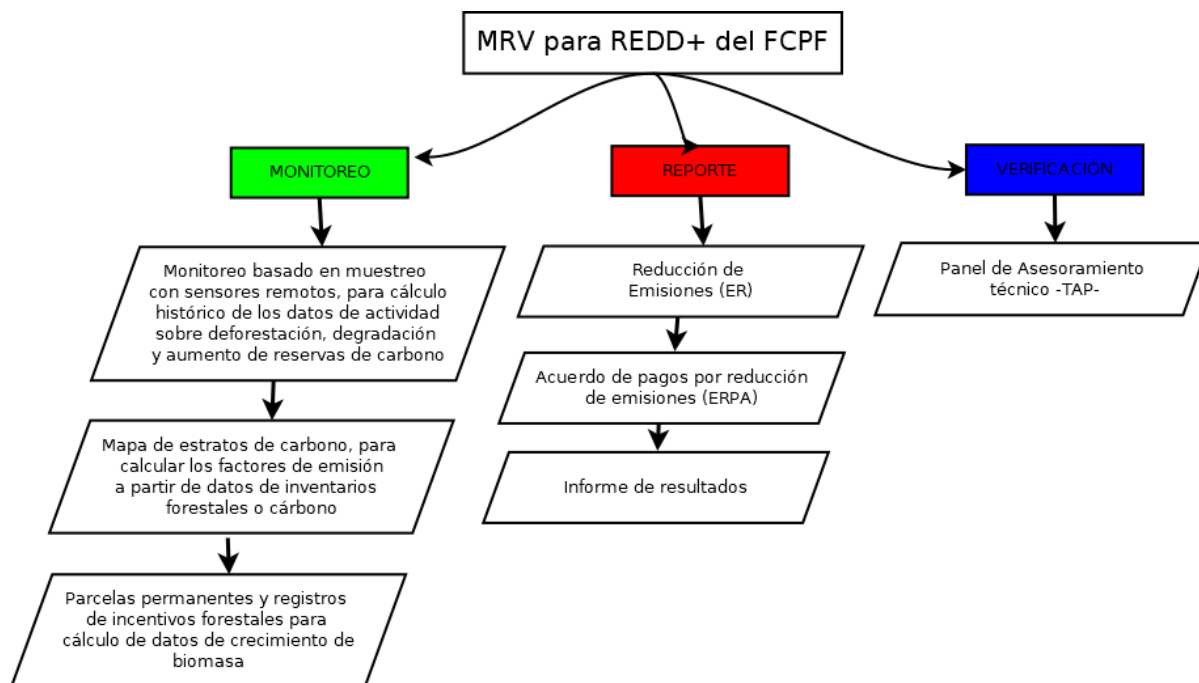 MRV para REDD+ del FCPF
MONITOREO
Monitoreo basado en muestreo
con sensores remotos, para cálculo
histórico de los datos de actividad
sobre deforestación, degradación
y aumento de reservas de carbono
Mapa de estratos de carbono, para
calcular los factores de emisión
a partir de datos de inventarios
forestales o cárbono
Parcelas permanentes y registros
de incentivos forestales para
cálculo de datos de crecimiento de
biomasa
REPORTE
Reducción de
Emisiones (ER)
Acuerdo de pagos por reducción
de emisiones (ERPA)
Informe de resultados
VERIFICACIÓN
Panel de Asesoramiento
técnico -TAP-